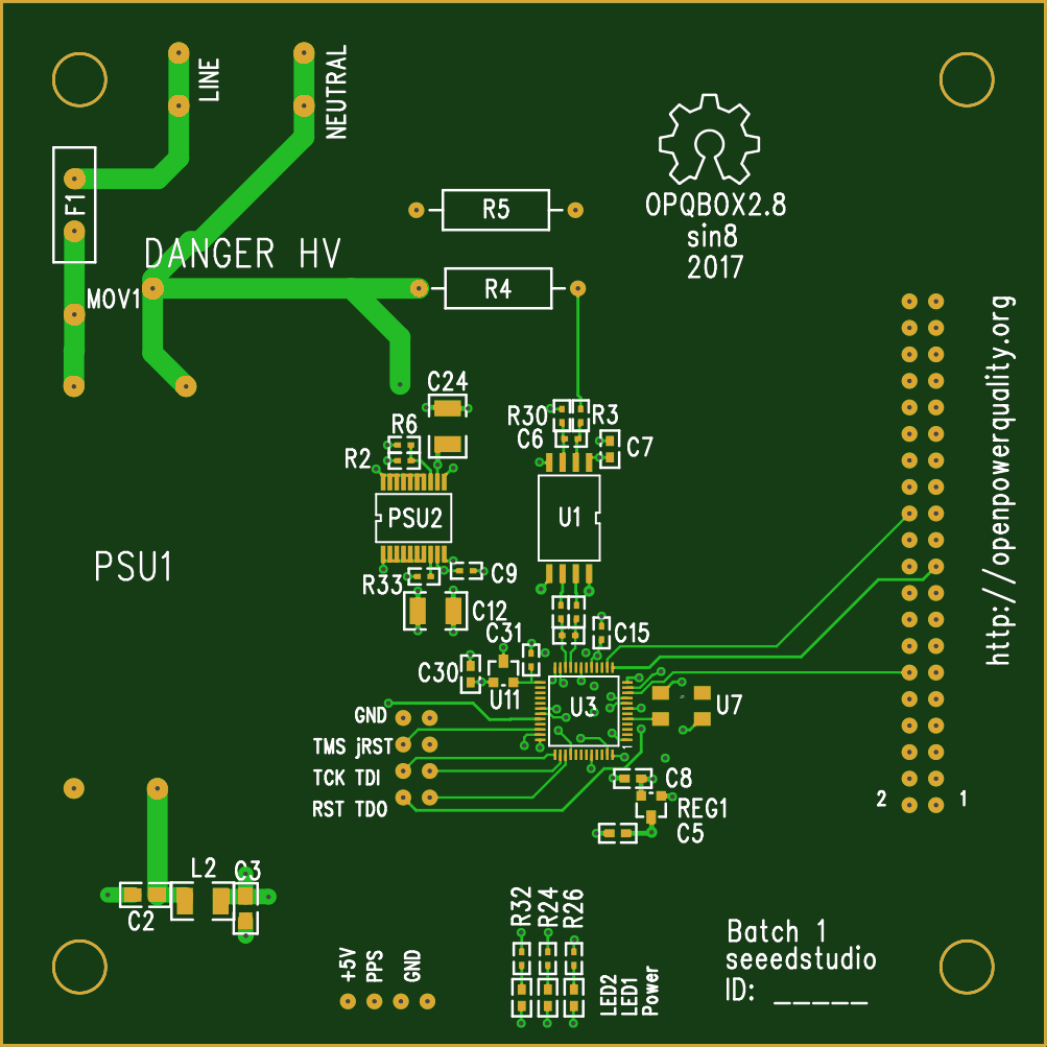 LINE
NEUTRAL
F1
R5
OPQBOX2.8
sin8
2017
DANGER HV
MOV1
R4
http://openpowerquality.org
C24
R30
R3
R6
C6
C7
R2
PSU2
U1
PSU1
R33
C9
C12
C31
C15
C30
U11
U3
1
U7
GND
TMS jRST
TCK TDI
RST TDO
C8
REG1
C5
2
1
L2
C3
C2
R32
R24
R26
Batch 1
seeedstudio
ID: _____
+5V
PPS
GND
LED2
LED1
Power